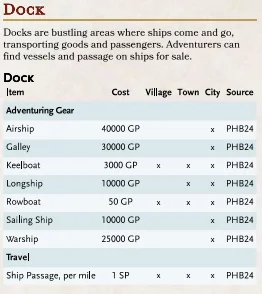 Dock
Docks are bustling areas where ships come and go,
transporting goods and passengers. Adventurers can
find vessels and passage on ships for sale.
Dock
Item Cost Village Town City Source
Adventuring Gear
Airship 40000 GP x PHB24
Galley 30000 GP x PHB24
Keelboat 3000 GP x x x PHB24
Longship 10000 GP x x PHB24
Rowboat 50 GP x x x PHB24
Sailing Ship 10000 GP x PHB24
Warship 25000 GP x PHB24
Travel
Ship Passage, per mile 1 SP x x x PHB24